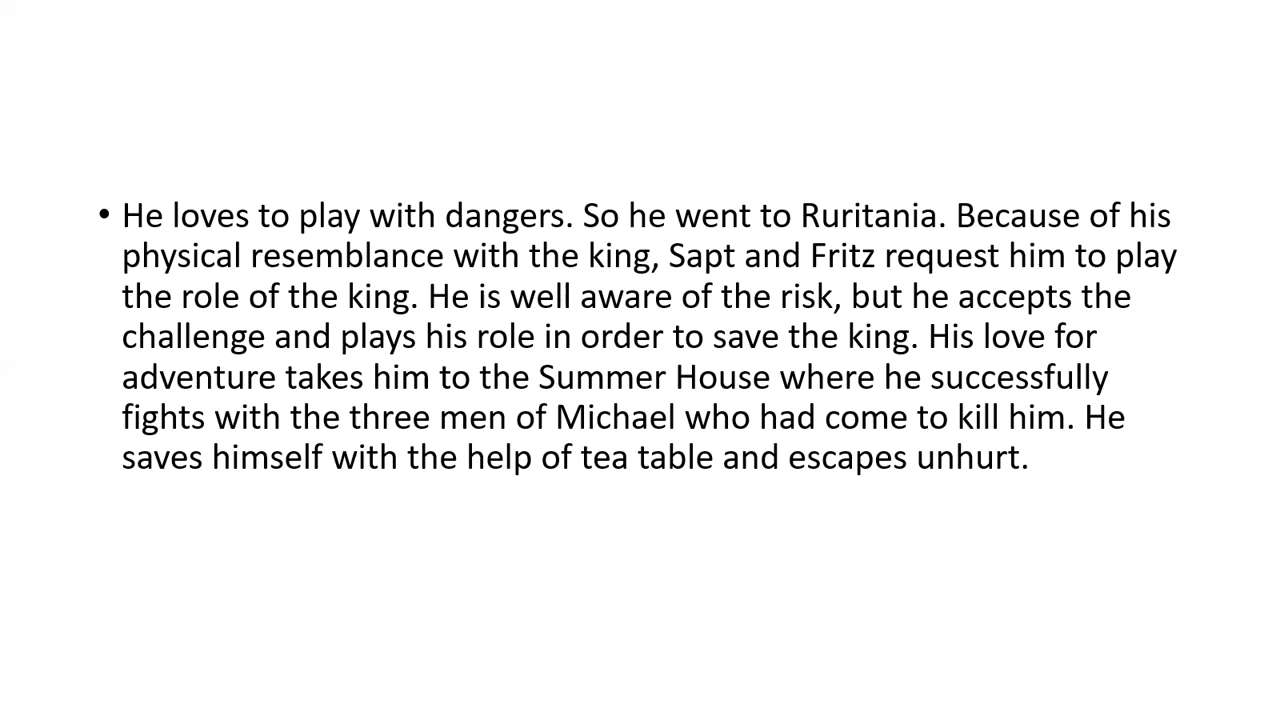 • He loves to play with dangers. So he went to Ruritania. Because of his
physical resemblance with the king, Sapt and Fritz request him to play
the role of the king. He is well aware of the risk, but he accepts the
challenge and plays his role in order to save the king. His love for
adventure takes him to the Summer House where he successfully
fights with the three men of Michael who had come to kill him. He
saves himself with the help of tea table and escapes unhurt.